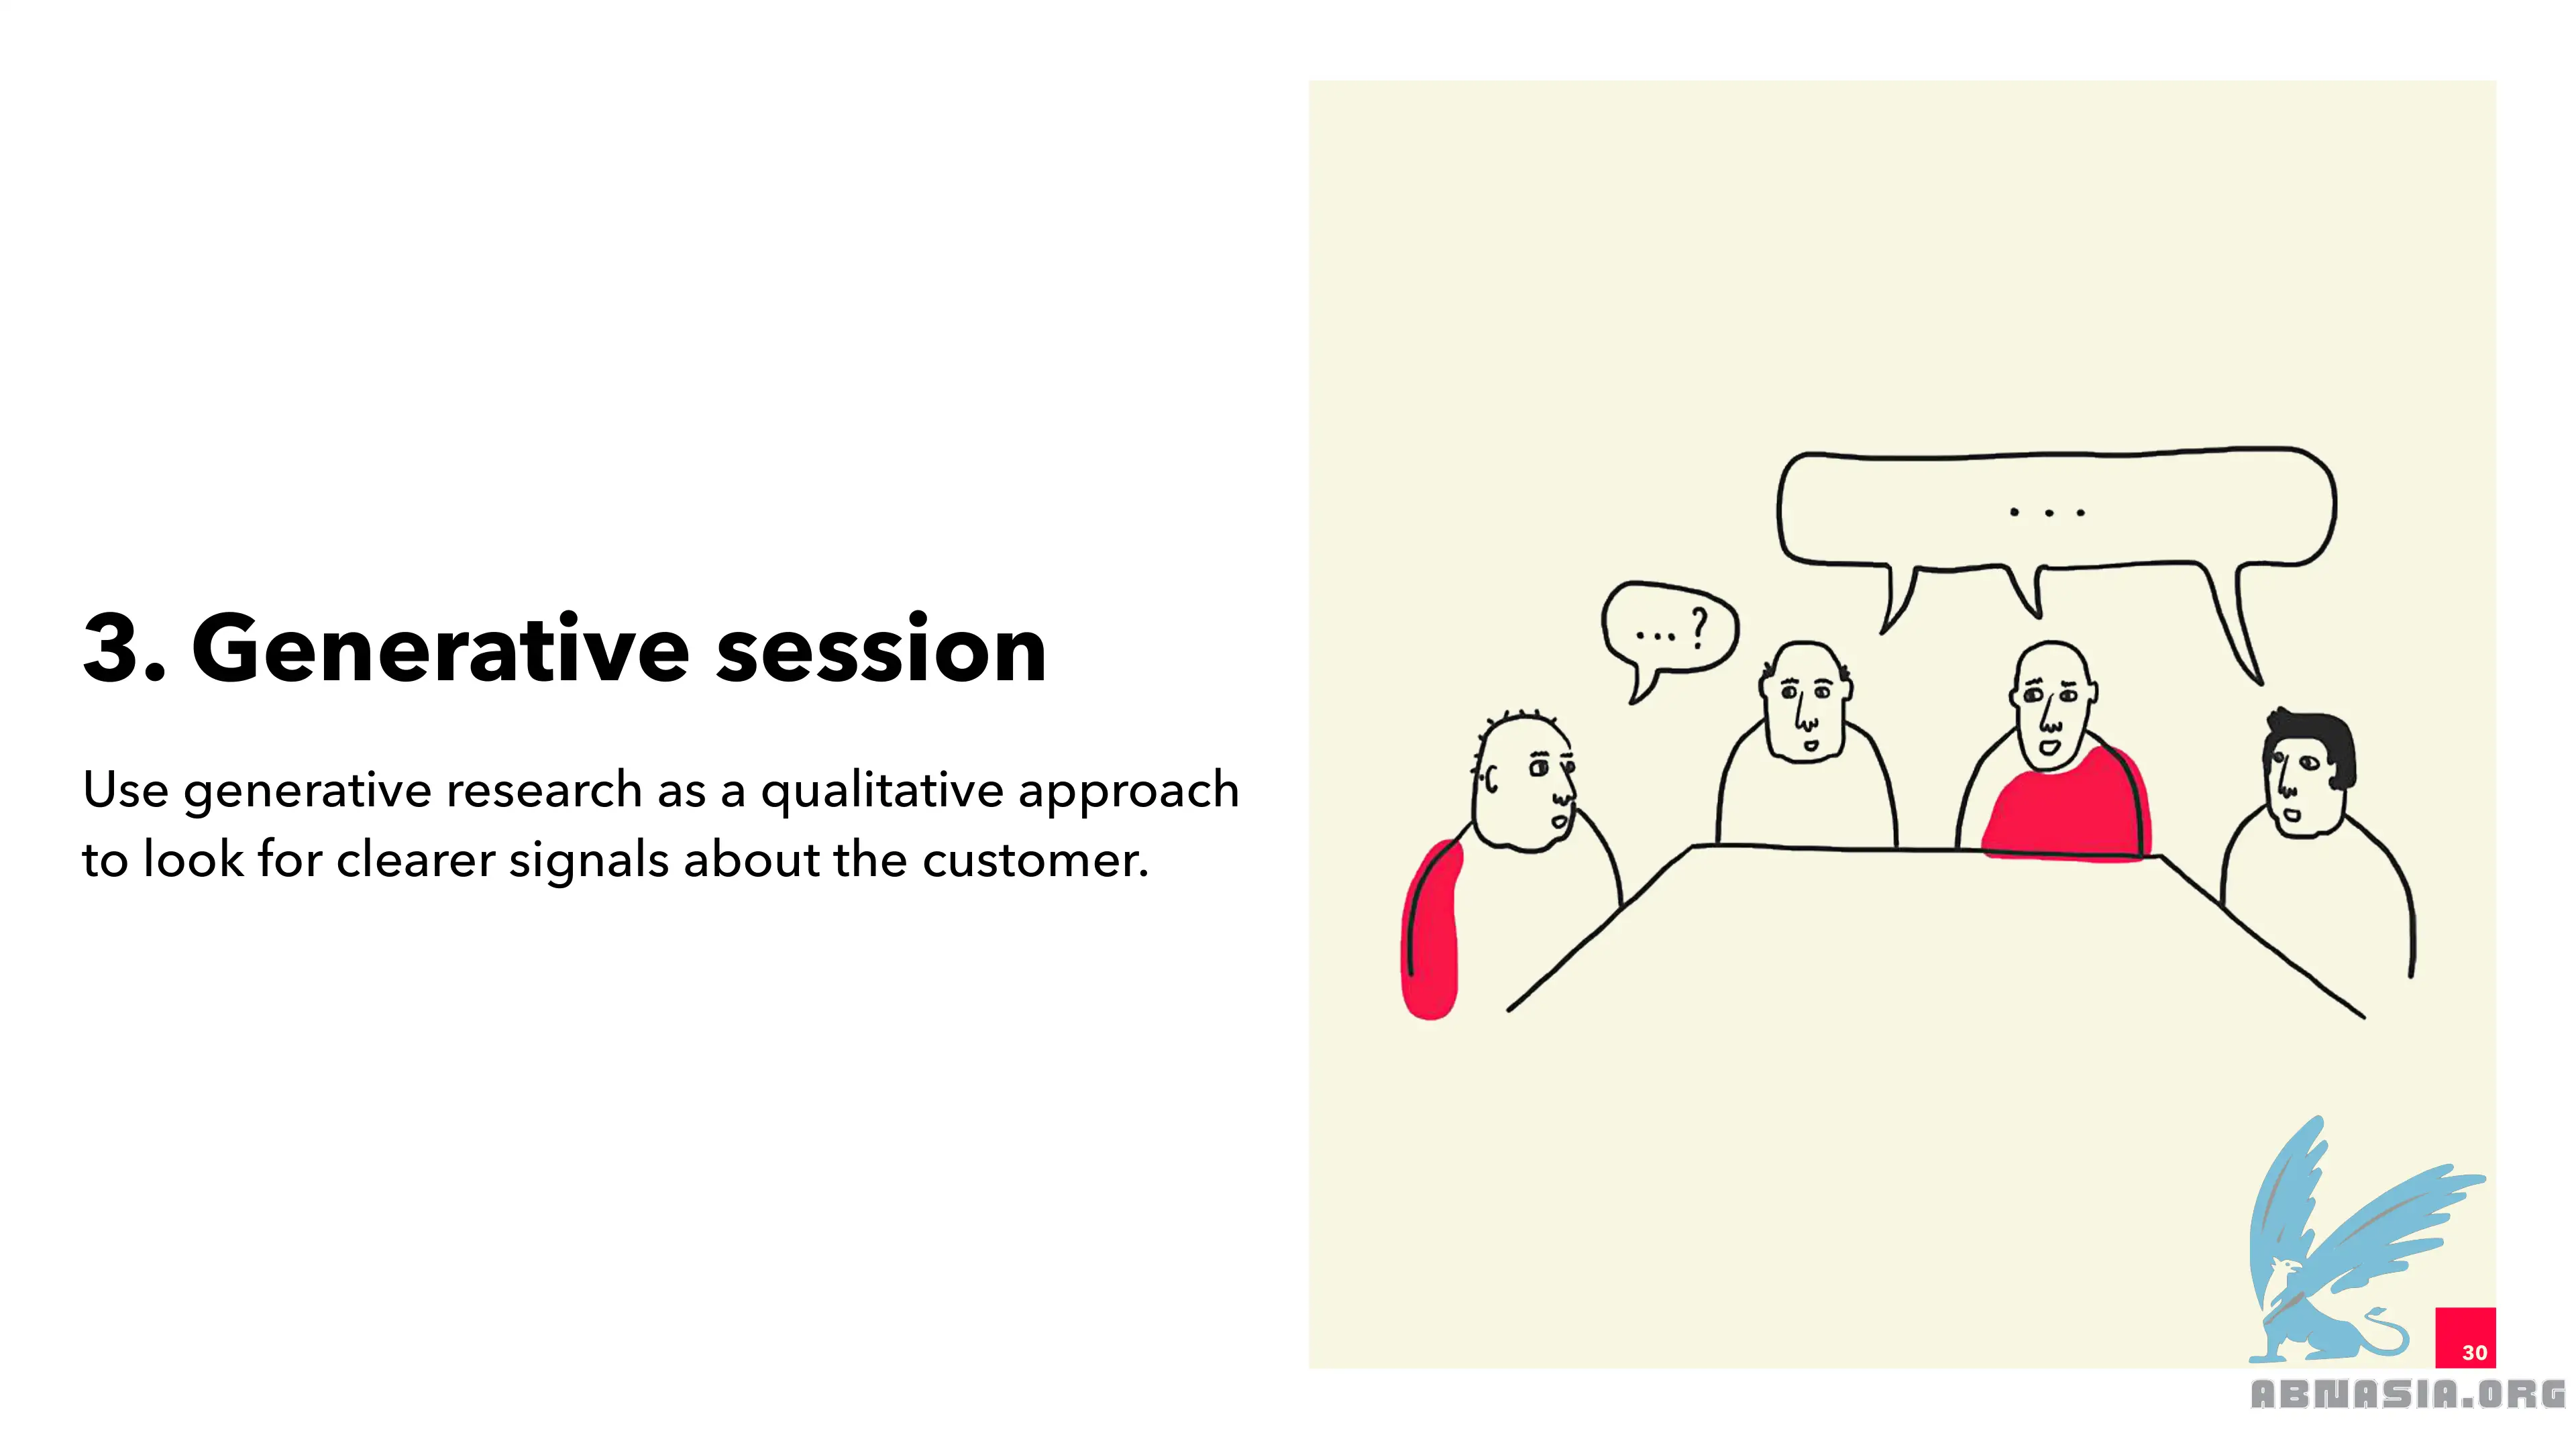 3. Generative session
Use generative research as a qualitative approach
to look for clearer signals about the customer.
... ?
...
30
ABNASIA.ORG